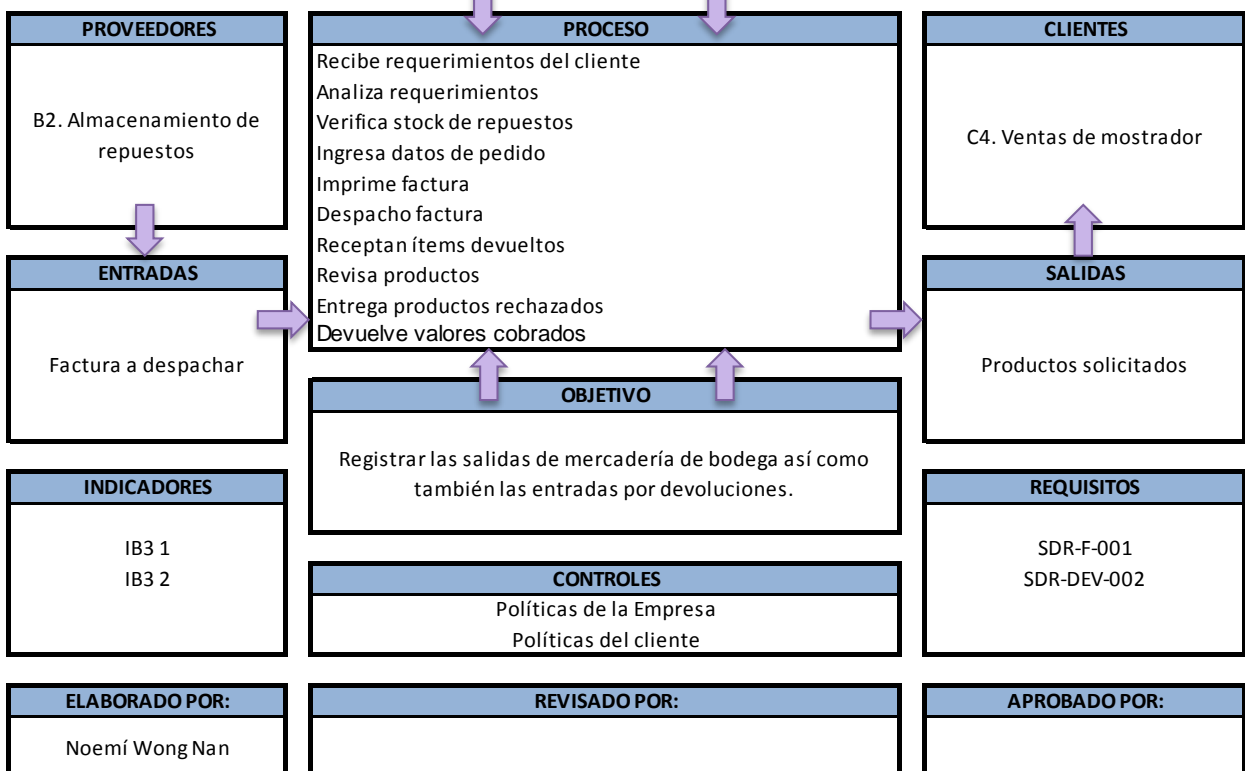 PROVEEDORES
B2. Almacenamiento de
repuestos
PROCESO
Recibe requerimientos del cliente
Analiza requerimientos
Verifica stock de repuestos
Ingresa datos de pedido
Imprime factura
Despacho factura
Receptan ítems devueltos
Revisa productos
Entrega productos rechazados
Devuelve valores cobrados
CLIENTES
C4. Ventas de mostrador
ENTRADAS
Factura a despachar
SALIDAS
Productos solicitados
OBJETIVO
Registrar las salidas de mercadería de bodega así como
también las entradas por devoluciones.
INDICADORES
IB3 1
IB3 2
CONTROLES
Políticas de la Empresa
Políticas del cliente
REQUISITOS
SDR-F-001
SDR-DEV-002
ELABORADO POR:
Noemí Wong Nan
REVISADO POR:
APROBADO POR: